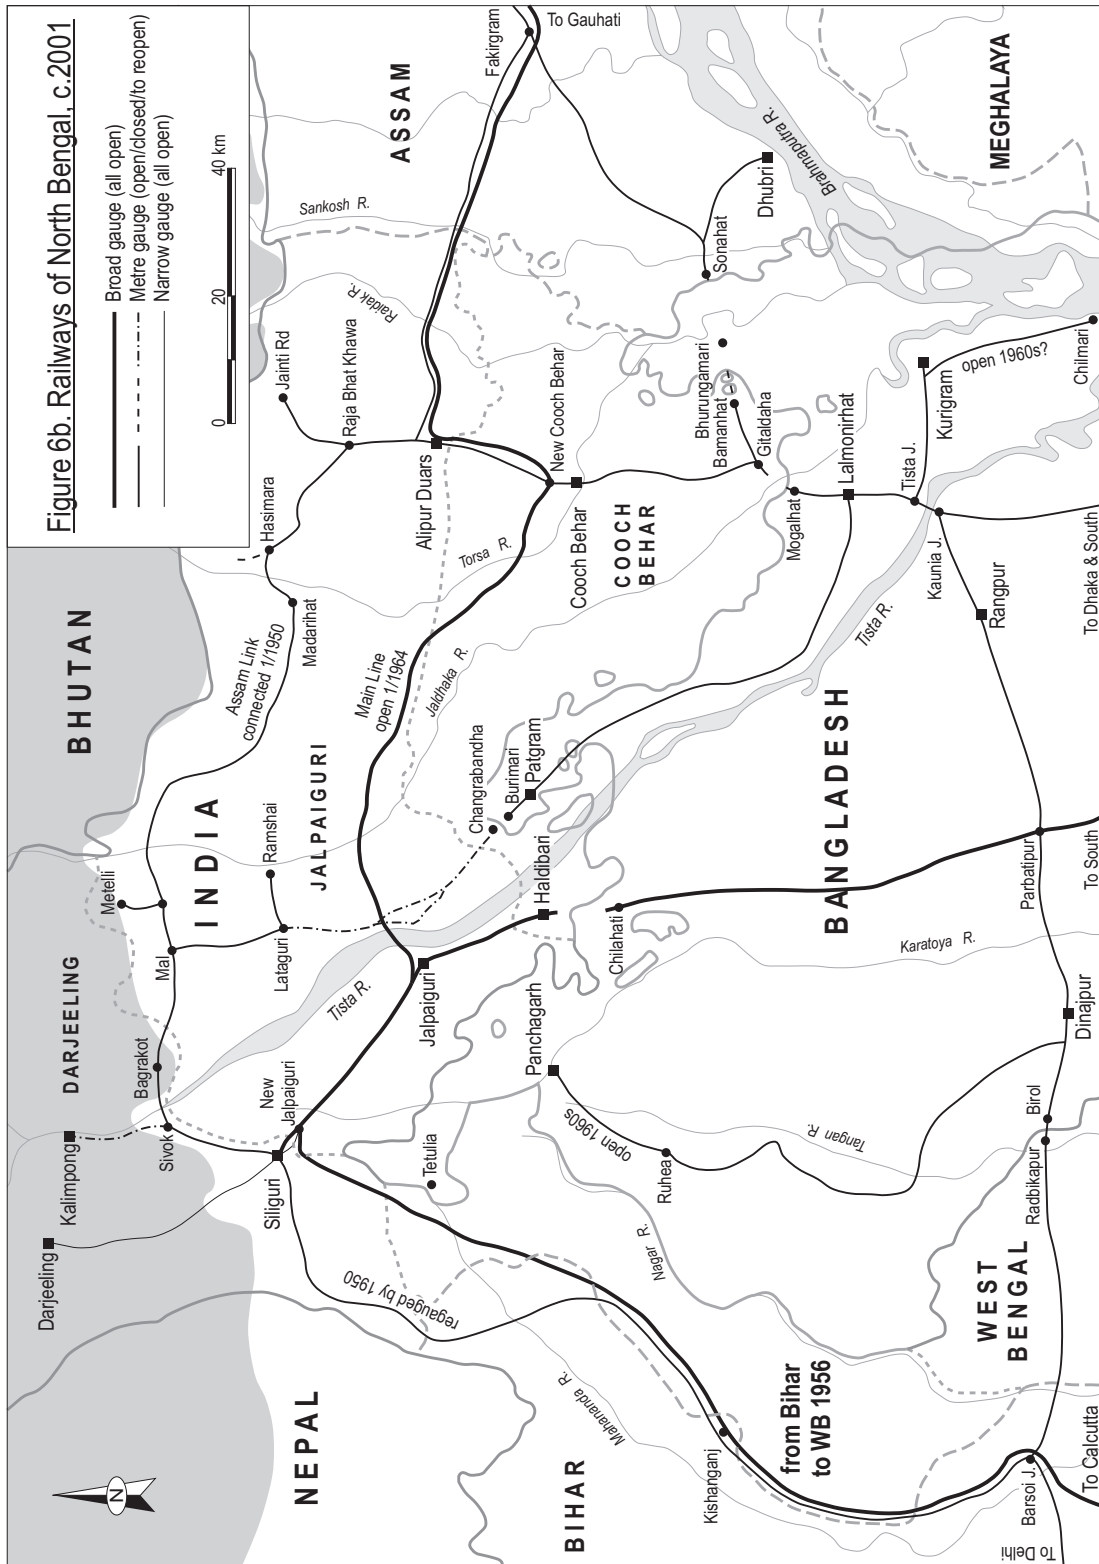 Figure 6b. Railways of North Bengal, c.2001
Broad gauge (all open)
Metre gauge (open/closed/to reopen)
Narrow gauge (all open)
0
20
40 km
N
NEPAL
BHUTAN
ASSAM
DARJEELING
INDIA
JALPAIGURI
COOCH
BEHAR
BANGLADESH
MEGHALAYA
BIHAR
WEST
BENGAL
from Bihar
to WB 1956
Darjeeling
Kalimpong
Sivok
Bagrakot
Mal
Metelli
Lataguri
Ramshai
Assam Link
connected 1/1950
Madarihat
Hasimara
Raja Bhat Khawa
Jainti Rd
Raidak R.
Sankosh R.
Fakirgram
To Gauhati
Siliguri
New
Jalpaiguri
Tista R.
Jalpaiguri
Main Line
open 1/1964
Jaldhaka R.
Torsa R.
Alipur Duars
New Cooch Behar
Cooch Behar
regauged by 1950
Tetulia
Panchagarh
Haldibari
Changrabandha
Burimari
Patgram
Chilahati
open 1960s
Ruhea
Nagar R.
Mahananda R.
Kishanganj
Tangan R.
Karatoya R.
Tista R.
Mogalhat
Gitaldaha
Bamanhat
Bhurungamari
Sonahat
Dhubri
Brahmaputra R.
Lalmonirhat
Tista J.
Kurigram
open 1960s?
Chilmari
Kaunia J.
Rangpur
Parbatipur
Dinajpur
Birol
Radbikapur
Barsoi J.
To Delhi
To Calcutta
To South
To Dhaka & South